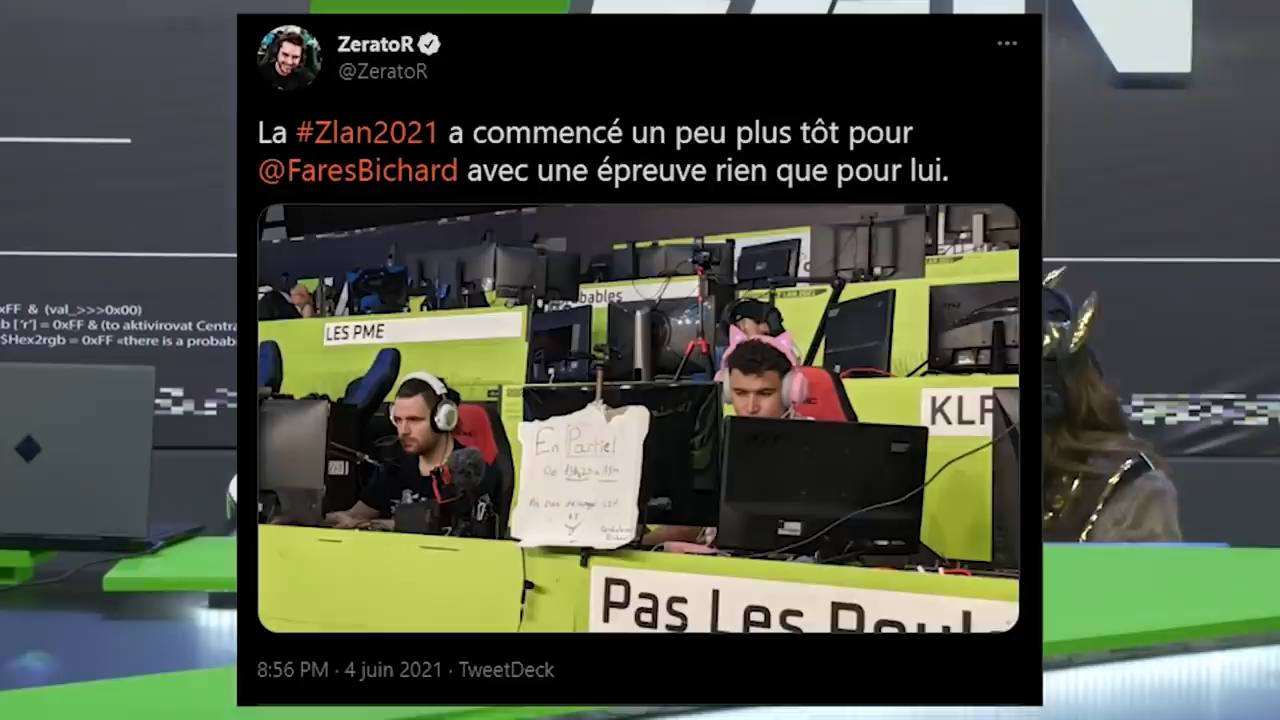 ZeratoR
@ZeratoR
La #Zlan2021 a commencé un peu plus tôt pour
@FaresBichard avec une épreuve rien que pour lui.
LES PME
bables
KLF
En Partiel
Pas Les Poul
8:56 PM · 4 juin 2021 · TweetDeck
xFF & (val_>>>0x00)
b ['r'] = 0xFF & (to aktivirovat Centra
$Hex2rgb = 0xFF «there is a probab